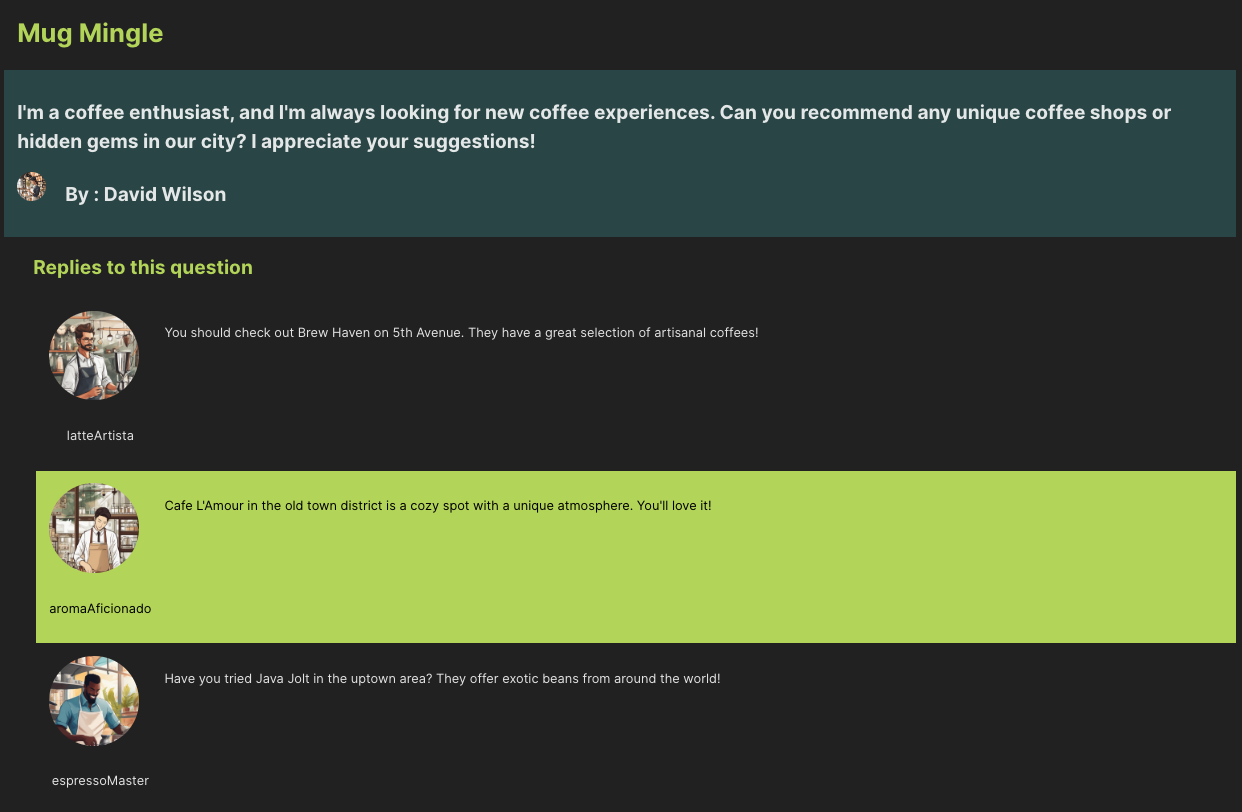 Mug Mingle
I'm a coffee enthusiast, and I'm always looking for new coffee experiences. Can you recommend any unique coffee shops or
hidden gems in our city? I appreciate your suggestions!
By : David Wilson
Replies to this question
You should check out Brew Haven on 5th Avenue. They have a great selection of artisanal coffees!
latteArtista
Cafe L'Amour in the old town district is a cozy spot with a unique atmosphere. You'll love it!
aromaAficionado
Have you tried Java Jolt in the uptown area? They offer exotic beans from around the world!
espressoMaster